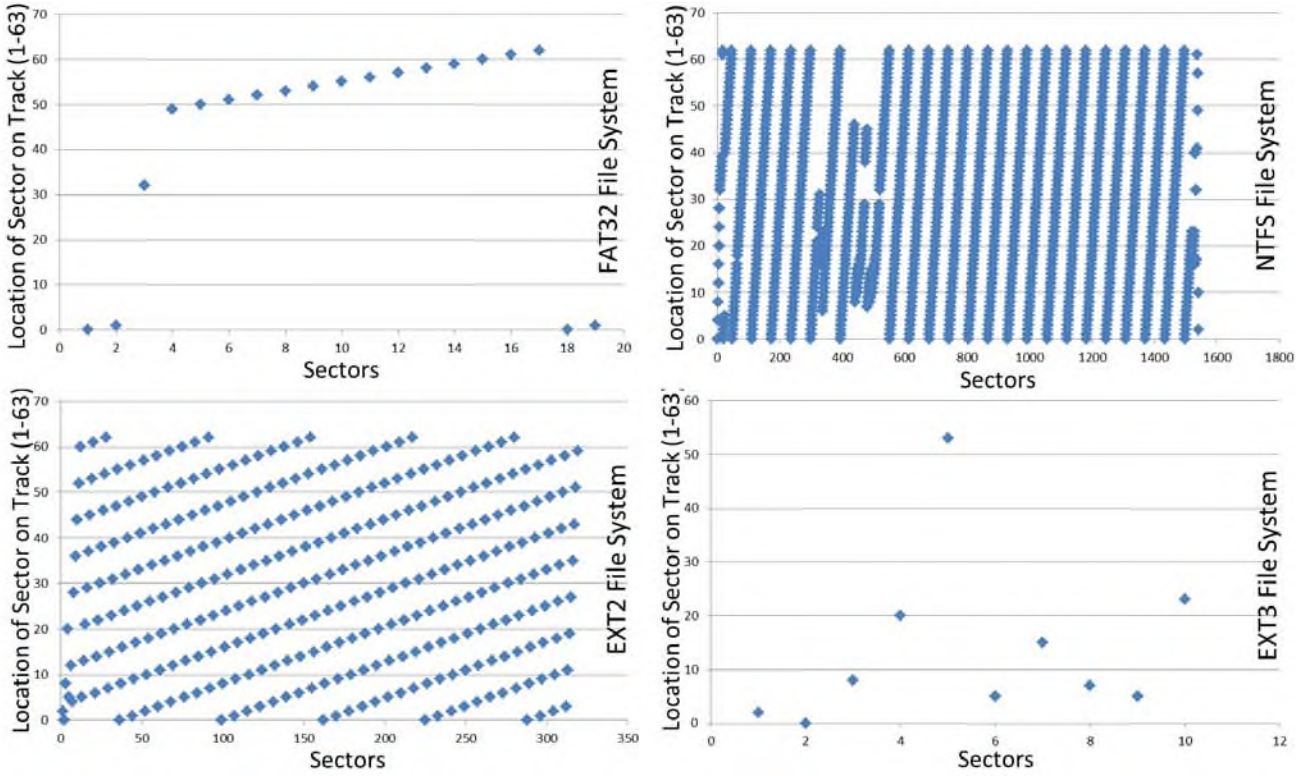 Location of Sector on Track (1-63)
70
60
50
40
30
20
10
0
0 2 4 6 8 10 12 14 16 18 20
Sectors
FAT32 File System
Location of Sector on Track (1-63)
70
60
50
40
30
20
10
0
0 200 400 600 800 1000 1200 1400 1600 1800
Sectors
NTFS File System
Location of Sector on Track (1-63)
70
60
50
40
30
20
10
0
0 50 100 150 200 250 300 350
Sectors
EXT2 File System
Location of Sector on Track (1-63)
60
50
40
30
20
10
0
0 2 4 6 8 10 12
Sectors
EXT3 File System